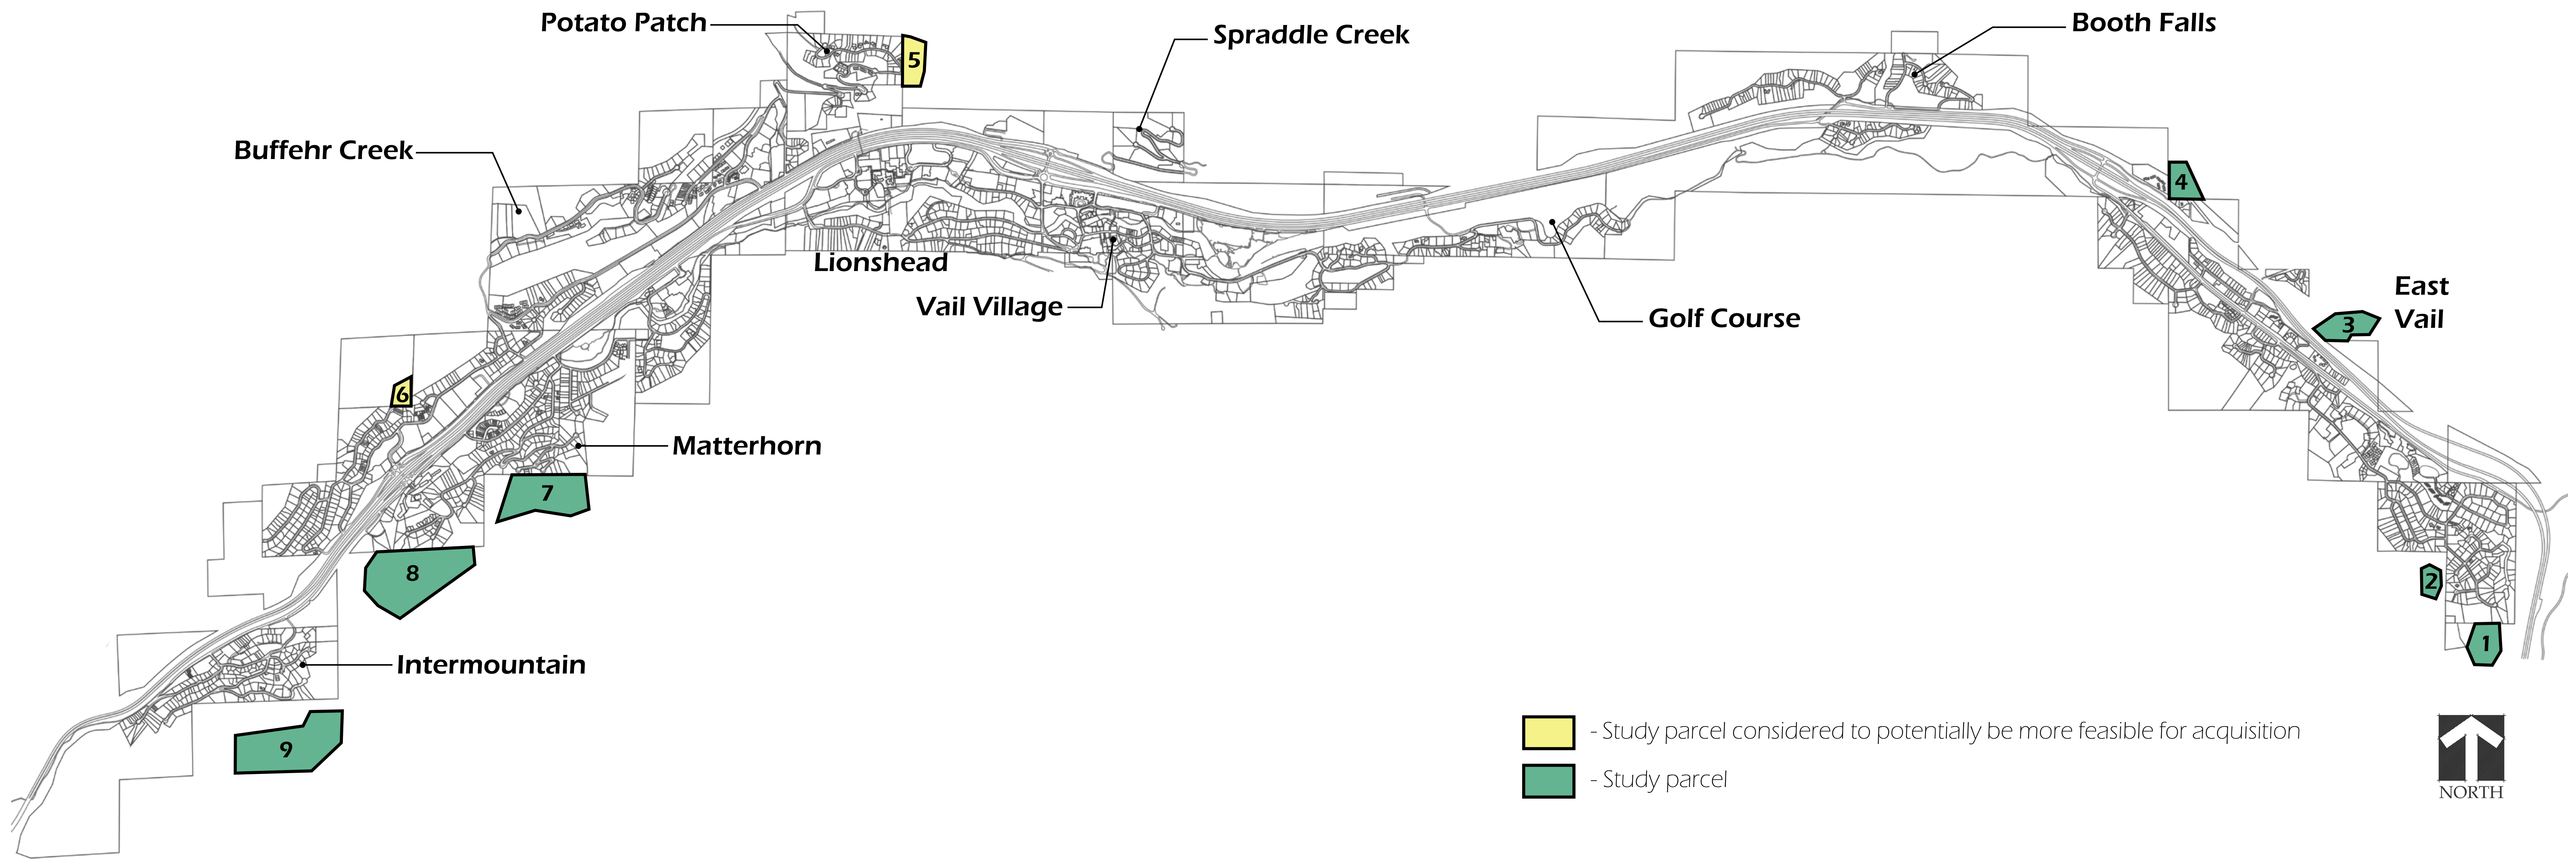 Potato Patch
Spraddle Creek
Booth Falls
5
Buffehr Creek
4
Lionshead
Vail Village
Golf Course
East
Vail
3
6
Matterhorn
7
8
2
1
Intermountain
9
- Study parcel considered to potentially be more feasible for acquisition
- Study parcel
NORTH